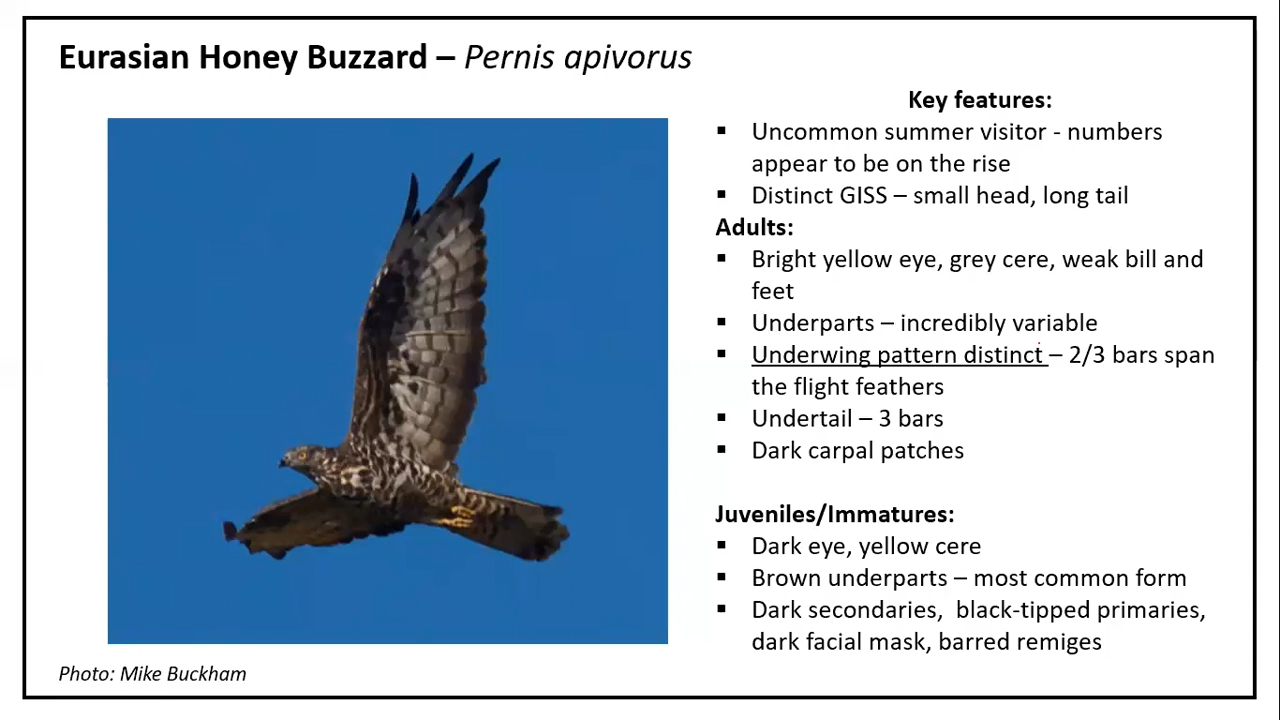 Eurasian Honey Buzzard – Pernis apivorus
Key features:
▪ Uncommon summer visitor - numbers
appear to be on the rise
▪ Distinct GISS – small head, long tail
Adults:
▪ Bright yellow eye, grey cere, weak bill and
feet
▪ Underparts – incredibly variable
▪ Underwing pattern distinct – 2/3 bars span
the flight feathers
▪ Undertail – 3 bars
▪ Dark carpal patches
Juveniles/Immatures:
▪ Dark eye, yellow cere
▪ Brown underparts – most common form
▪ Dark secondaries,  black-tipped primaries,
dark facial mask, barred remiges
Photo: Mike Buckham